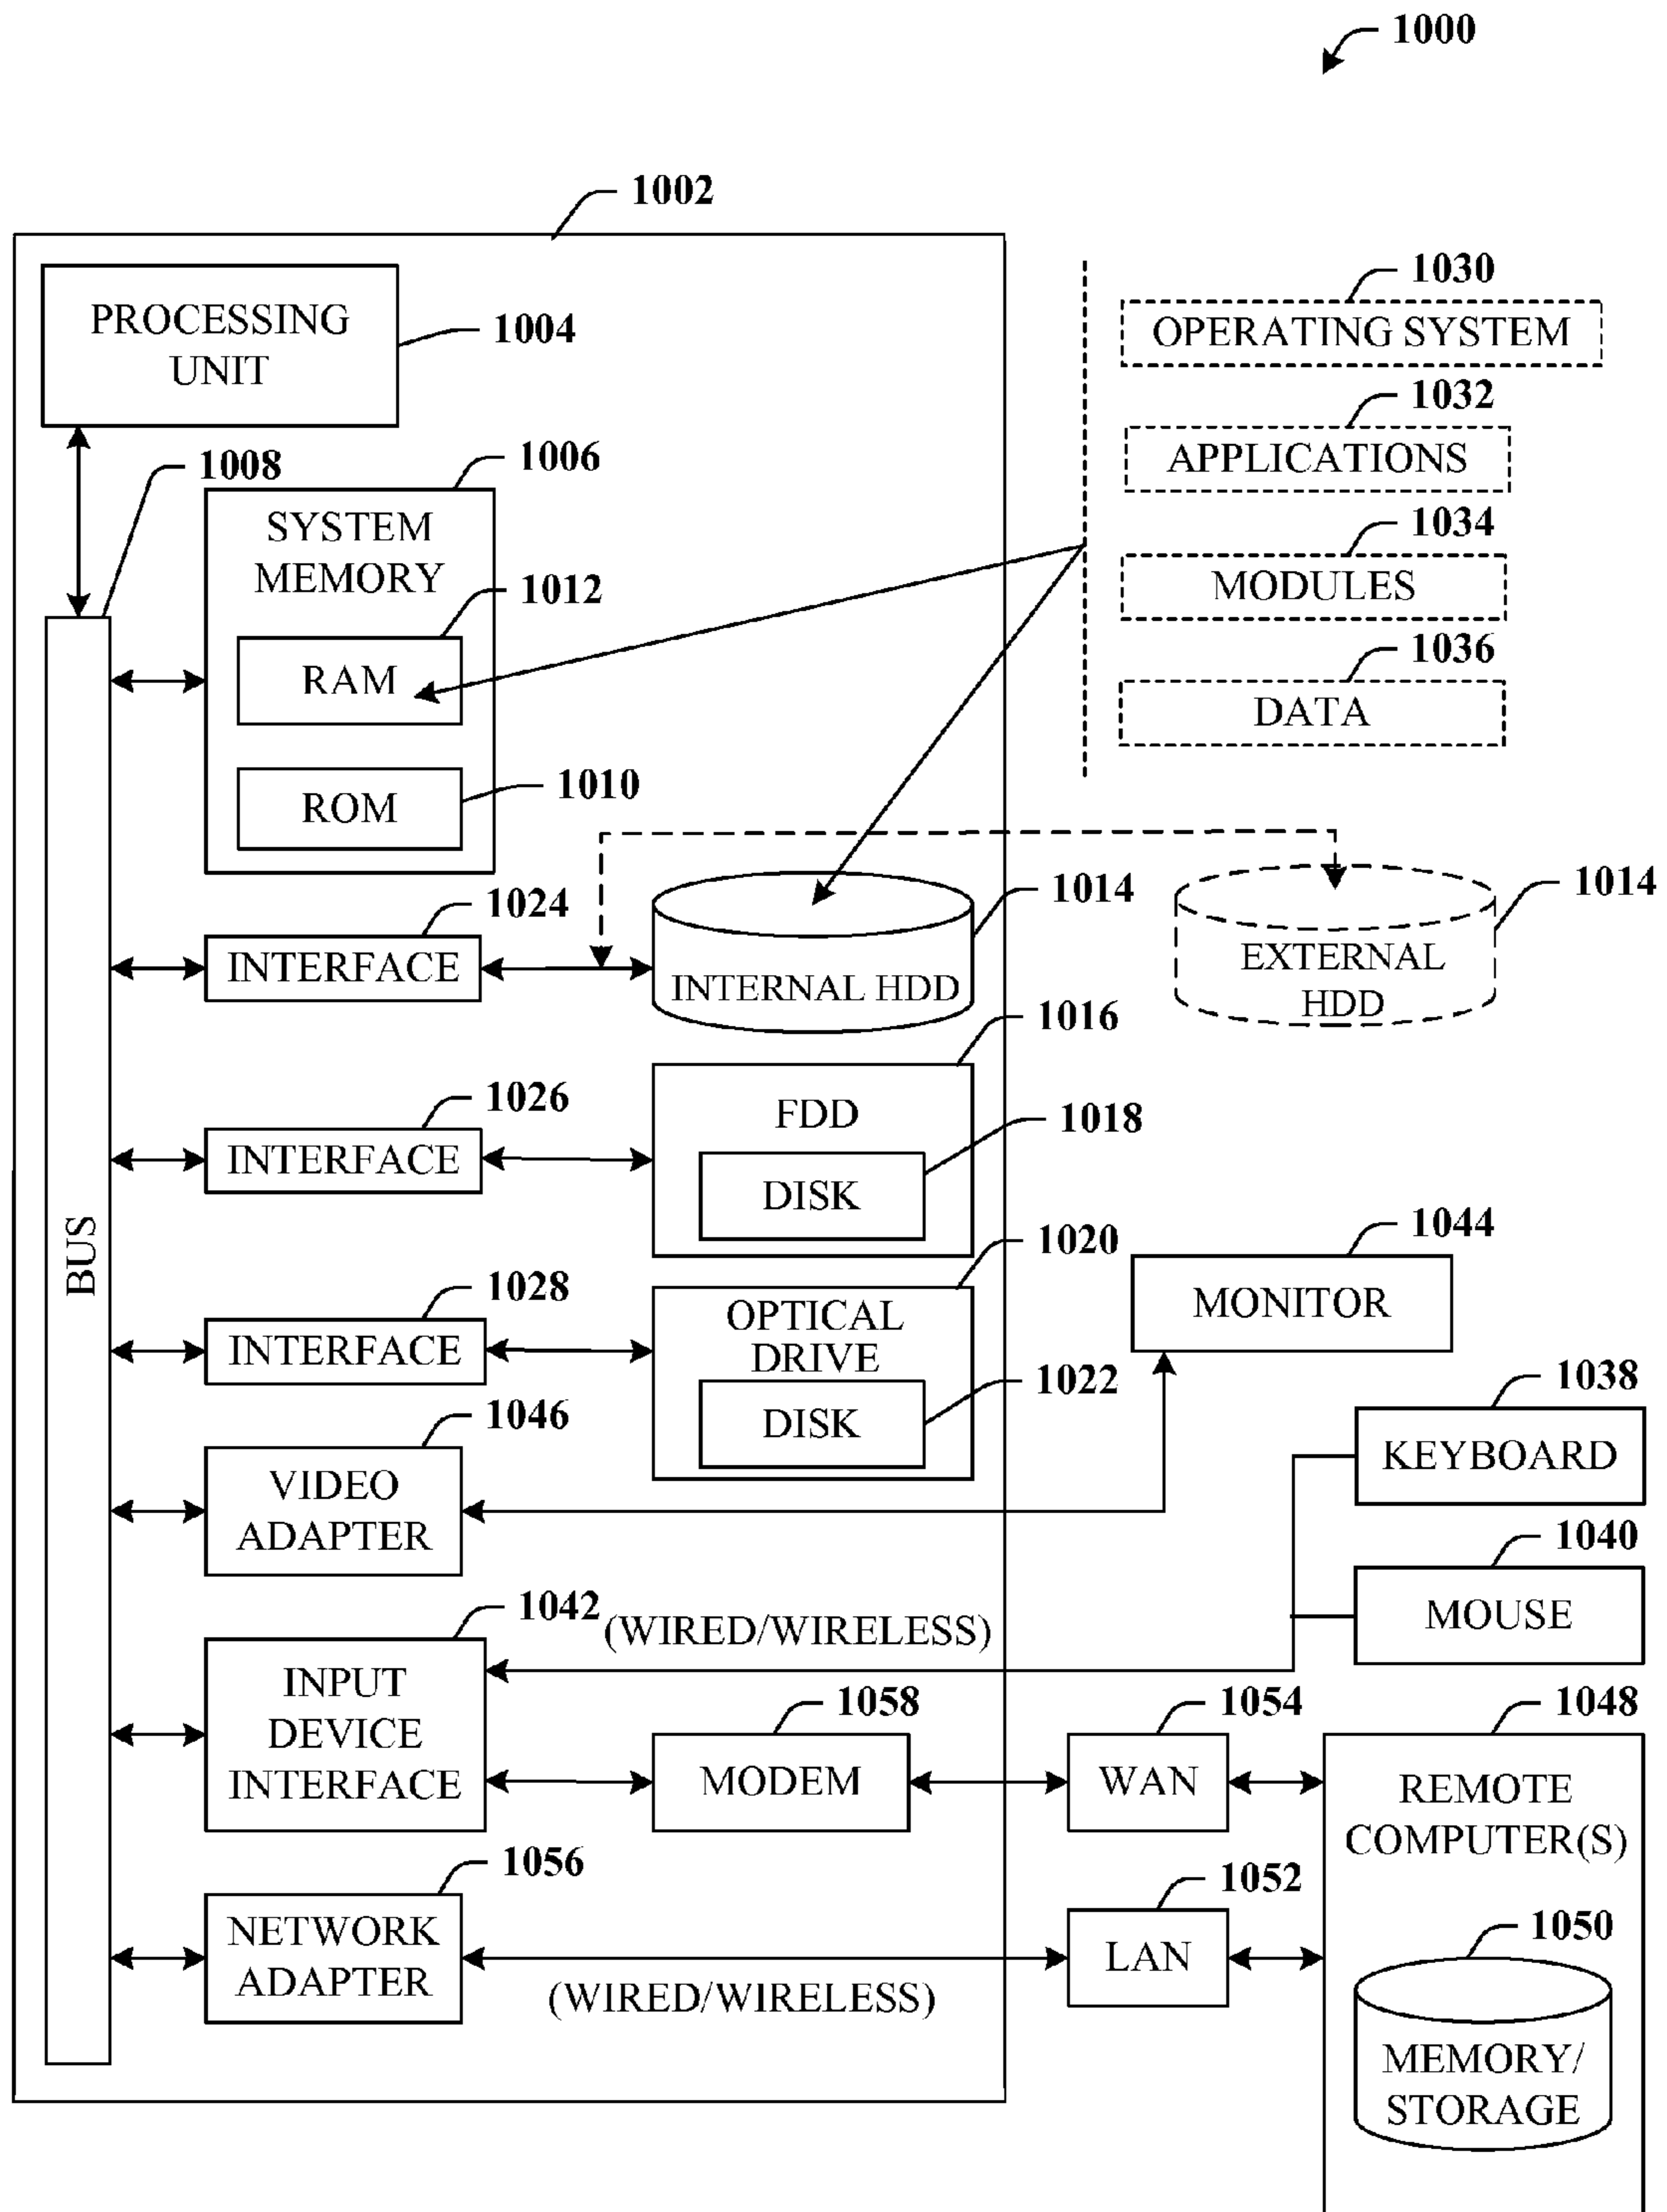 1000
1002
PROCESSING
UNIT
1004
1030
OPERATING SYSTEM
1032
APPLICATIONS
1034
MODULES
1036
DATA
1008
1006
SYSTEM
MEMORY
1012
RAM
1010
ROM
1024
INTERFACE
1014
INTERNAL HDD
1014
EXTERNAL
HDD
1016
FDD
1026
INTERFACE
1018
DISK
BUS
1020
OPTICAL
DRIVE
1028
INTERFACE
1022
DISK
1044
MONITOR
1046
VIDEO
ADAPTER
1038
KEYBOARD
1040
MOUSE
1042
(WIRED/WIRELESS)
INPUT
DEVICE
INTERFACE
1058
MODEM
1054
WAN
1048
REMOTE
COMPUTER(S)
1056
NETWORK
ADAPTER
(WIRED/WIRELESS)
1052
LAN
1050
MEMORY/
STORAGE